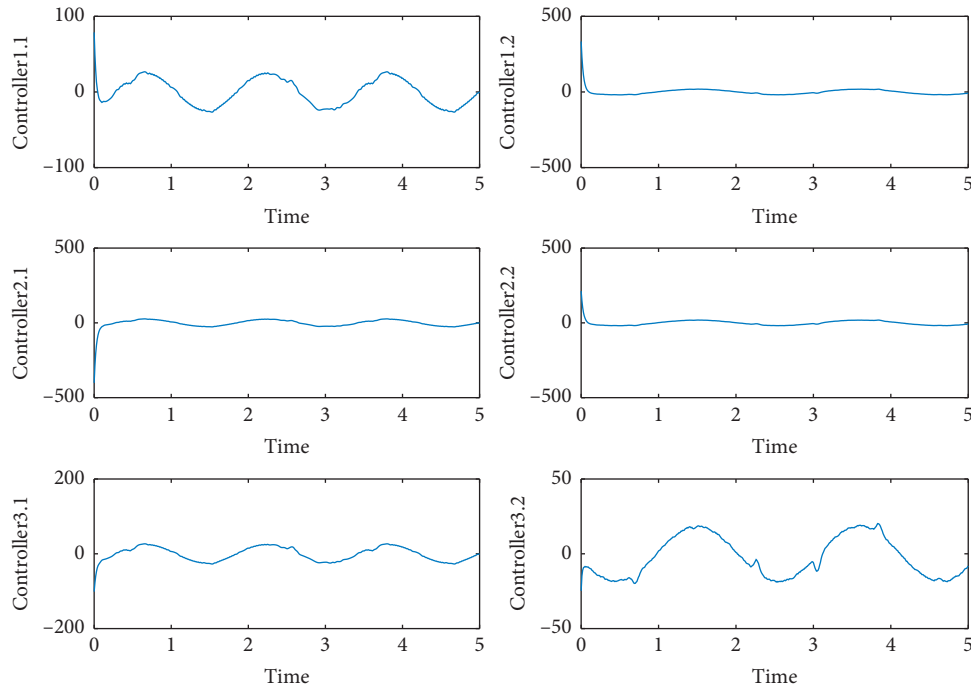 100
0
−100
Controller1.1
0 1 2 3 4 5
Time
500
0
−500
Controller1.2
0 1 2 3 4 5
Time
500
0
−500
Controller2.1
0 1 2 3 4 5
Time
500
0
−500
Controller2.2
0 1 2 3 4 5
Time
200
0
−200
Controller3.1
0 1 2 3 4 5
Time
50
0
−50
Controller3.2
0 1 2 3 4 5
Time